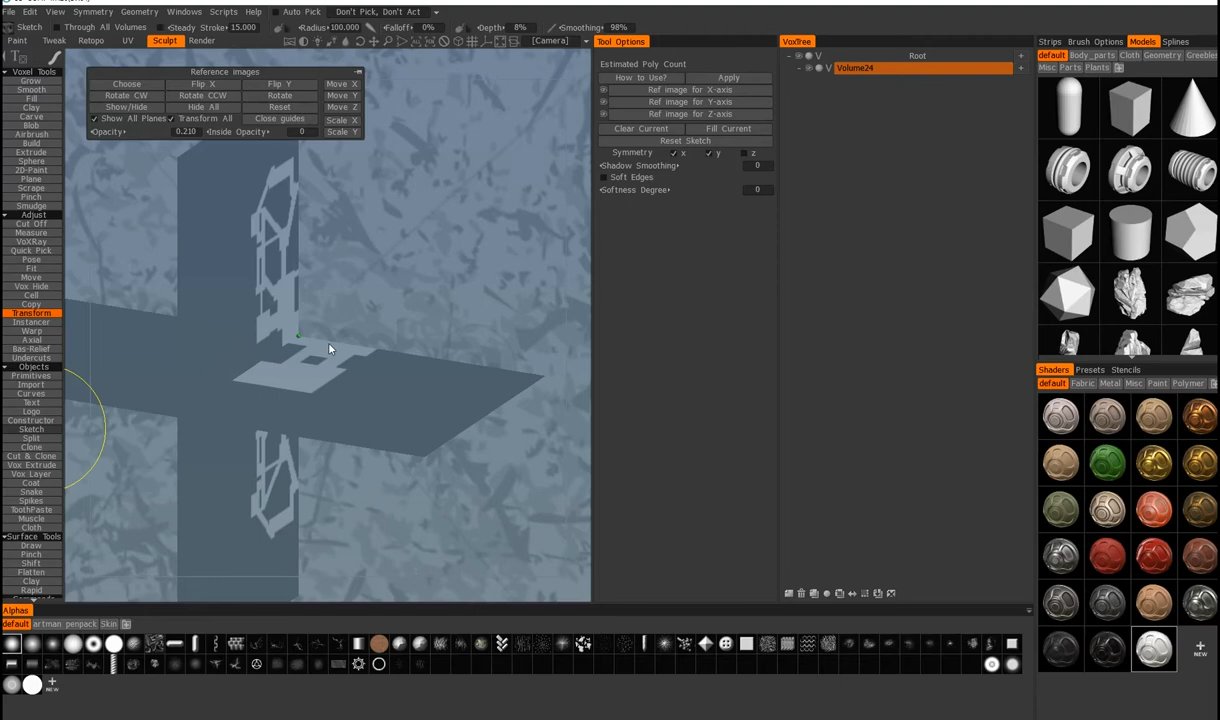 File Edit View Symmetry Geometry Windows Scripts Help Auto Pick Don't Pick, Don't Act
Sketch Through All Volumes Steady Stroke 15.000 Radius 100.000 Falloff 0% Depth 8% Smoothing 98%
Paint Tweak Retopo UV Sculpt Render [Camera]
Voxel Tools
Grow
Smooth
Fill
Clay
Carve
Blob
Airbrush
Build
Extrude
Sphere
2D-Paint
Plane
Scrape
Pinch
Smudge
Adjust
Cut Off
Measure
VoXRay
Quick Pick
Pose
Fit
Move
Vox Hide
Cell
Copy
Transform
Instancer
Warp
Axial
Bas-Relief
Undercuts
Objects
Primitives
Import
Curves
Text
Logo
Constructor
Sketch
Split
Clone
Cut & Clone
Vox Extrude
Vox Layer
Coat
Snake
Spikes
ToothPaste
Muscle
Cloth
Surface Tools
Draw
Pinch
Shift
Flatten
Clay
Rapid
Reference images
Choose Flip X Flip Y Move X
Rotate CW Rotate CCW Rotate Move Y
Show/Hide Hide All Reset Move Z
Show All Planes Transform All Close guides Scale X
Opacity 0.210 Inside Opacity 0 Scale Y
Tool Options
Estimated Poly Count
How to Use? Apply
Ref image for X-axis
Ref image for Y-axis
Ref image for Z-axis
Clear Current Fill Current
Reset Sketch
Symmetry x y z
Shadow Smoothing 0
Soft Edges
Softness Degree 0
VoxTree
V Root +
V Volume24 +
Strips Brush Options Models Splines
default Body_parts Cloth Geometry Greebles
Misc Parts Plants
Shaders Presets Stencils
default Fabric Metal Misc Paint Polymer
NEW
Alphas
default artman penpack Skin
NEW